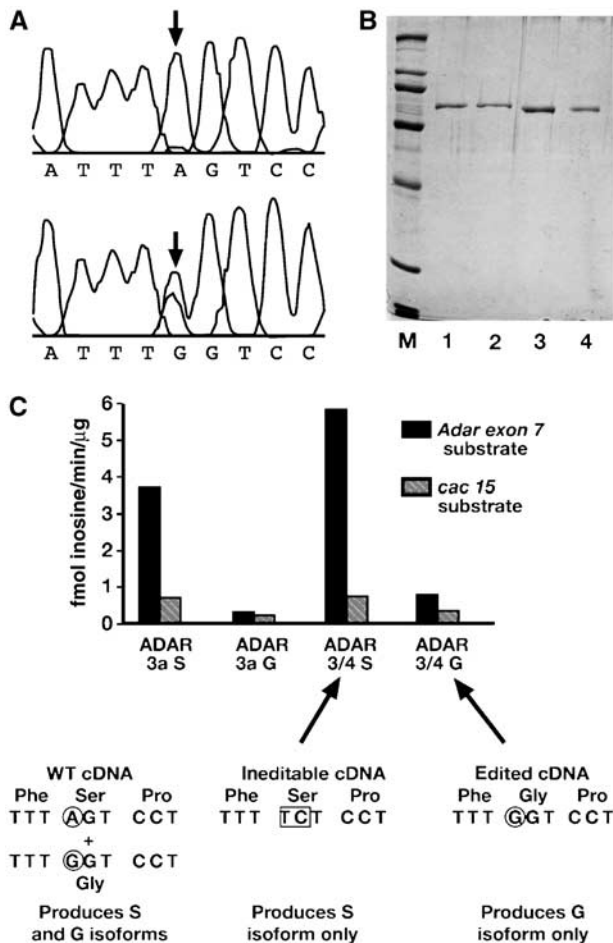 A
A T T T A G T C C
A T T T G G T C C
B
M 1 2 3 4
C
fmol inosine/min/µg
6
5
4
3
2
1
0
Adar exon 7
substrate
cac 15
substrate
ADAR
3a S
ADAR
3a G
ADAR
3/4 S
ADAR
3/4 G
WT cDNA
Phe Ser Pro
TTT AGT CCT
+
TTT GGT CCT
Gly
Produces S
and G isoforms
Ineditable cDNA
Phe Ser Pro
TTT TCT CCT
Produces S
isoform only
Edited cDNA
Phe Gly Pro
TTT GGT CCT
Produces G
isoform only